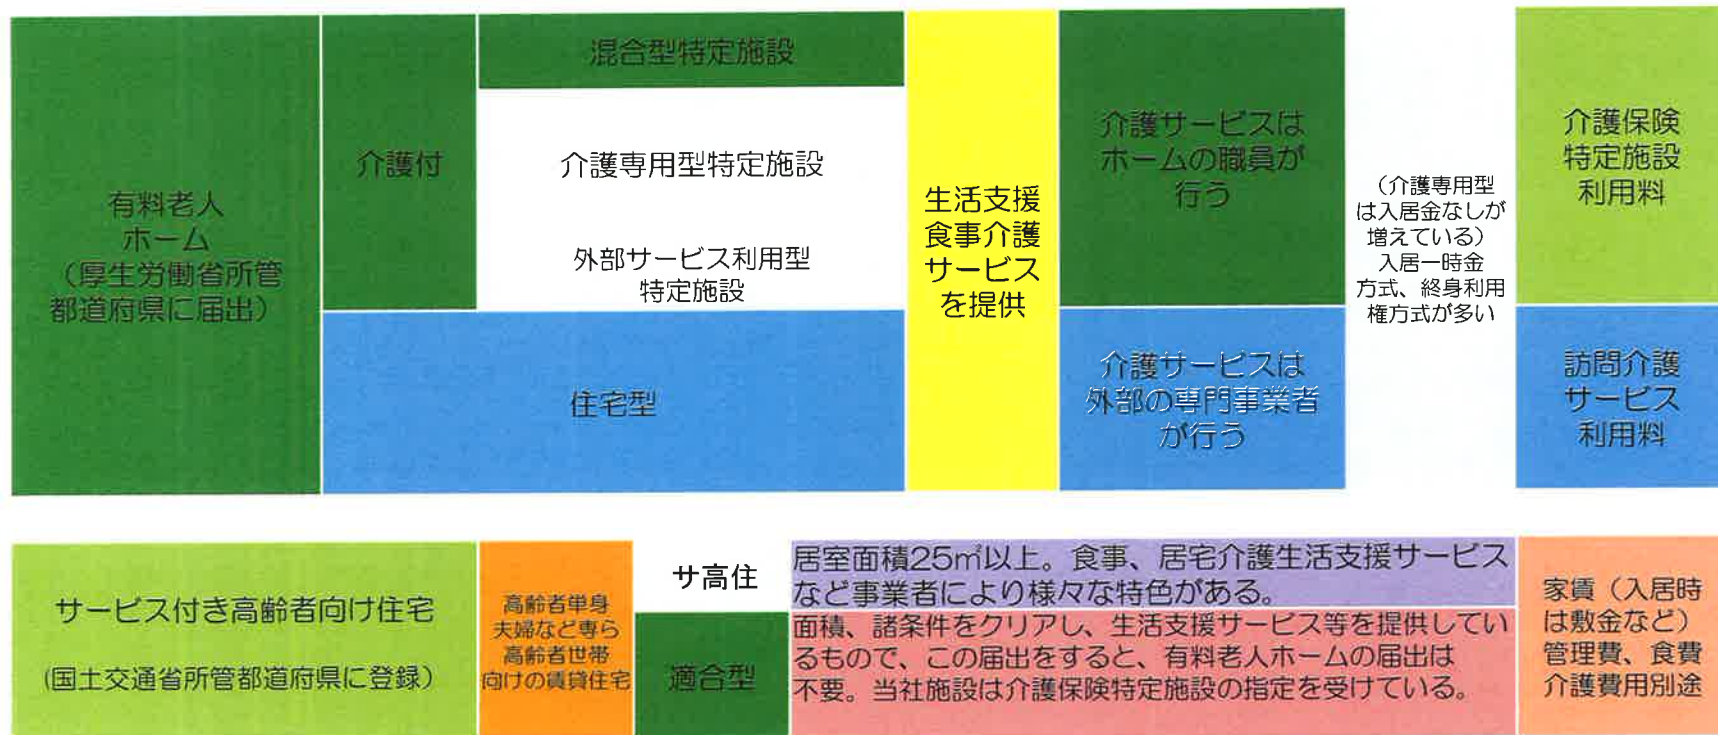 有料老人
ホーム
（厚生労働省所管
都道府県に届出）
介護付
混合型特定施設
介護専用型特定施設
外部サービス利用型
特定施設
住宅型
生活支援
食事介護
サービス
を提供
介護サービスは
ホームの職員が
行う
介護サービスは
外部の専門事業者
が行う
（介護専用型
は入居金なしが
増えている）
入居一時金
方式、終身利用
権方式が多い
介護保険
特定施設
利用料
訪問介護
サービス
利用料
サービス付き高齢者向け住宅
(国土交通省所管都道府県に登録）
高齢者単身
夫婦など専ら
高齢者世帯
向けの賃貸住宅
サ高住
適合型
居室面積25㎡以上。食事、居宅介護生活支援サービス
など事業者により様々な特色がある。
面積、諸条件をクリアし、生活支援サービス等を提供してい
るもので、この届出をすると、有料老人ホームの届出は
不要。当社施設は介護保険特定施設の指定を受けている。
家賃（入居時
は敷金など）
管理費、食費
介護費用別途